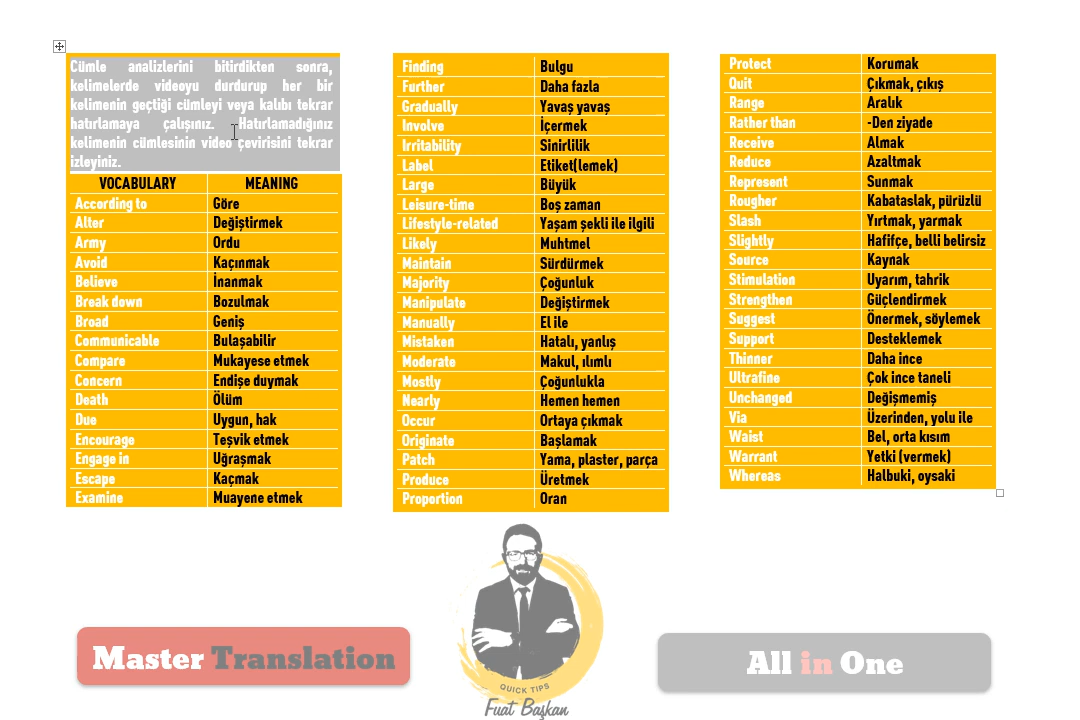 Cümle analizlerini bitirdikten sonra,
kelimelerde videoyu durdurup her bir
kelimenin geçtiği cümleyi veya kalıbı tekrar
hatırlamaya çalışınız. Hatırlamadığınız
kelimenin cümlesinin video çevirisini tekrar
izleyiniz.
VOCABULARY MEANING
According to Göre
Alter Değiştirmek
Army Ordu
Avoid Kaçınmak
Believe İnanmak
Break down Bozulmak
Broad Geniş
Communicable Bulaşabilir
Compare Mukayese etmek
Concern Endişe duymak
Death Ölüm
Due Uygun, hak
Encourage Teşvik etmek
Engage in Uğraşmak
Escape Kaçmak
Examine Muayene etmek
Finding Bulgu
Further Daha fazla
Gradually Yavaş yavaş
Involve İçermek
Irritability Sinirlilik
Label Etiket(lemek)
Large Büyük
Leisure-time Boş zaman
Lifestyle-related Yaşam şekli ile ilgili
Likely Muhtmel
Maintain Sürdürmek
Majority Çoğunluk
Manipulate Değiştirmek
Manually El ile
Mistaken Hatalı, yanlış
Moderate Makul, ılımlı
Mostly Çoğunlukla
Nearly Hemen hemen
Occur Ortaya çıkmak
Originate Başlamak
Patch Yama, plaster, parça
Produce Üretmek
Proportion Oran
Protect Korumak
Quit Çıkmak, çıkış
Range Aralık
Rather than -Den ziyade
Receive Almak
Reduce Azaltmak
Represent Sunmak
Rougher Kabataslak, pürüzlü
Slash Yırtmak, yarmak
Slightly Hafifçe, belli belirsiz
Source Kaynak
Stimulation Uyarım, tahrik
Strengthen Güçlendirmek
Suggest Önermek, söylemek
Support Desteklemek
Thinner Daha ince
Ultrafine Çok ince taneli
Unchanged Değişmemiş
Via Üzerinden, yolu ile
Waist Bel, orta kısım
Warrant Yetki (vermek)
Whereas Halbuki, oysaki
Master Translation
QUICK TIPS
Fuat Başkan
All in One